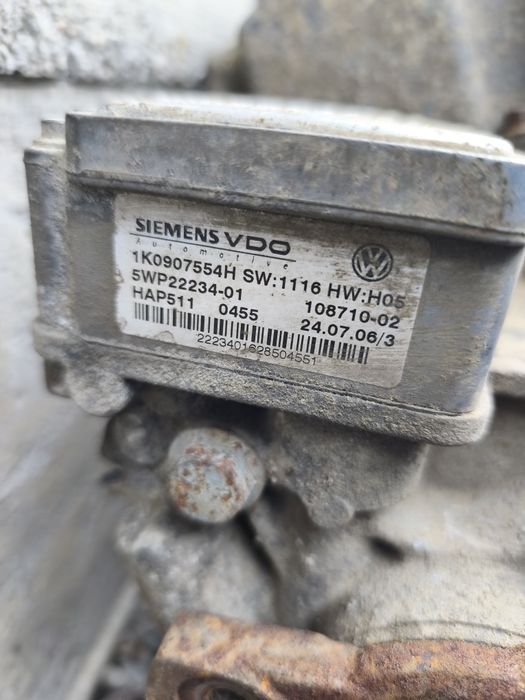 SIEMENS VDO
Automotive
1K0907554H SW:1116 HW:H05
5WP22234-01 108710-02
HAP511 0455 24.07.06/3
2223401628504551